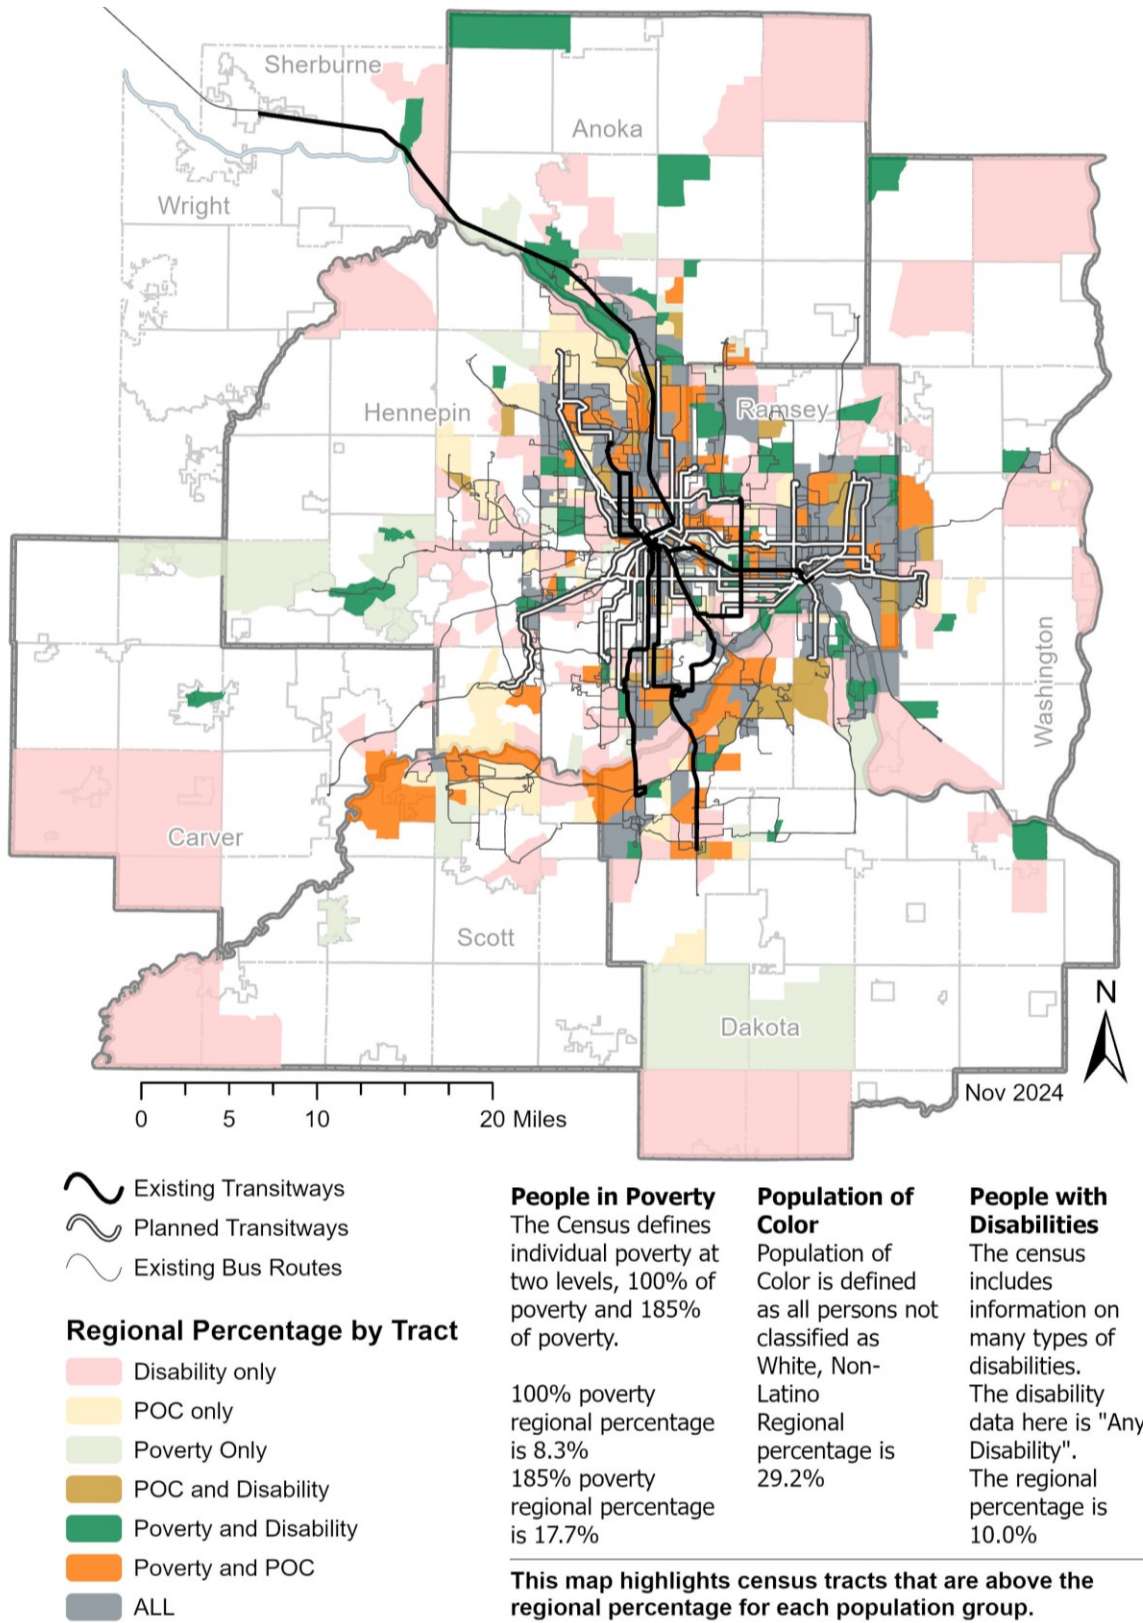 Sherburne
Anoka
Wright
Hennepin
Ramsey
Washington
Carver
Scott
Dakota
N
Nov 2024
0 5 10 20 Miles
Existing Transitways
Planned Transitways
Existing Bus Routes
Regional Percentage by Tract
Disability only
POC only
Poverty Only
POC and Disability
Poverty and Disability
Poverty and POC
ALL
People in Poverty
The Census defines
individual poverty at
two levels, 100% of
poverty and 185%
of poverty.
100% poverty
regional percentage
is 8.3%
185% poverty
regional percentage
is 17.7%
Population of
Color
Population of
Color is defined
as all persons not
classified as
White, Non-
Latino
Regional
percentage is
29.2%
People with
Disabilities
The census
includes
information on
many types of
disabilities.
The disability
data here is "Any
Disability".
The regional
percentage is
10.0%
This map highlights census tracts that are above the
regional percentage for each population group.